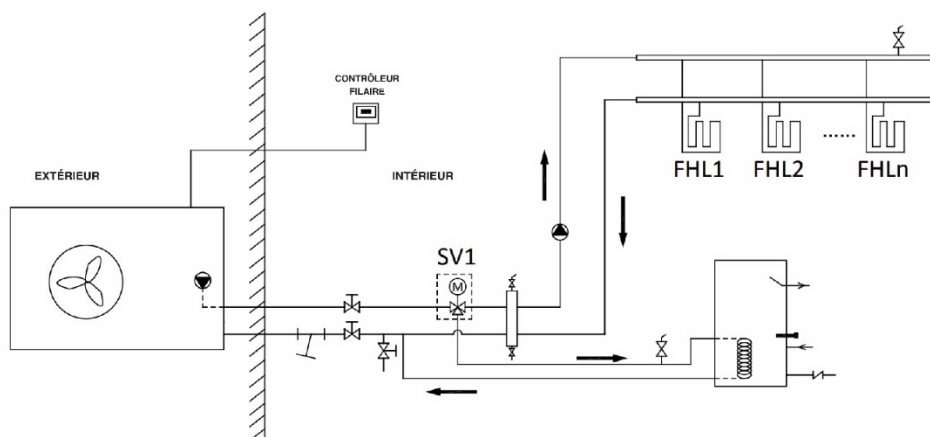 CONTRÔLEUR
FILAIRE
EXTÉRIEUR
INTÉRIEUR
FHL1
FHL2
......
FHLn
SV1
M